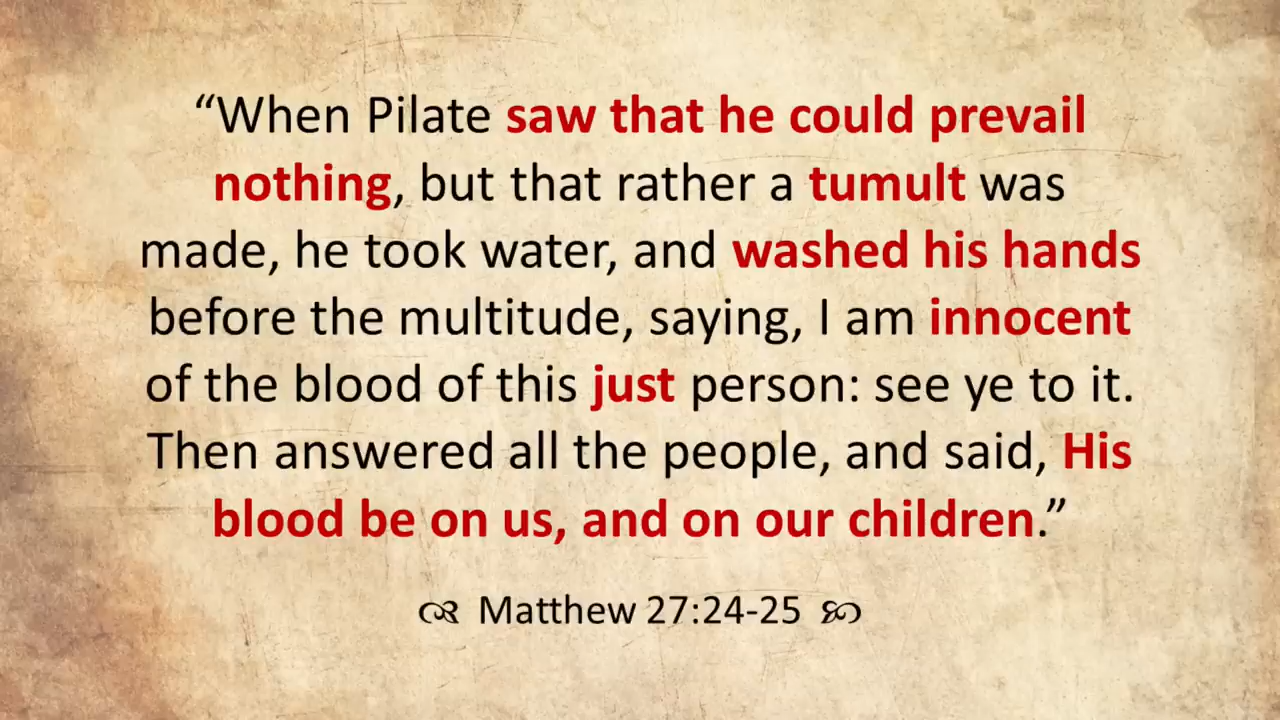 “When Pilate saw that he could prevail
nothing, but that rather a tumult was
made, he took water, and washed his hands
before the multitude, saying, I am innocent
of the blood of this just person: see ye to it.
Then answered all the people, and said, His
blood be on us, and on our children.”
Matthew 27:24-25